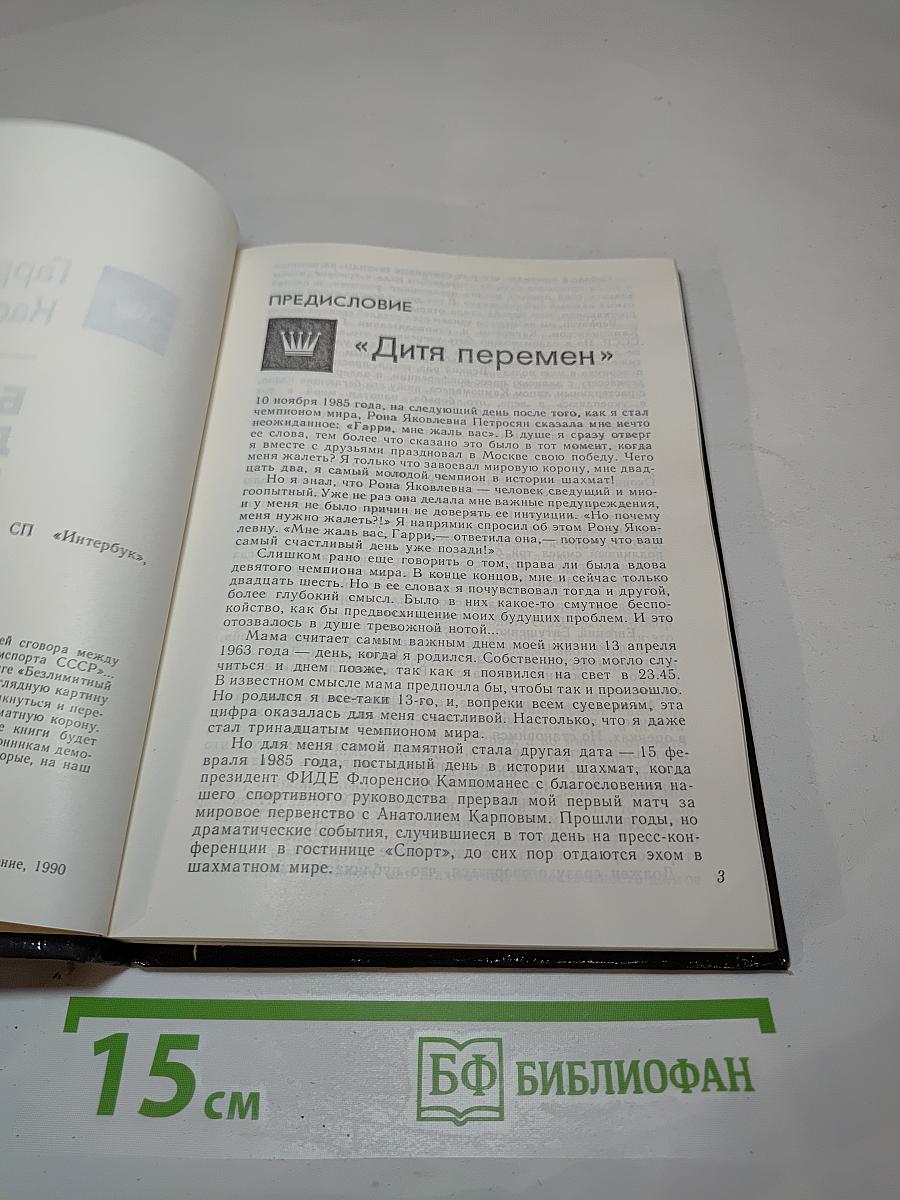 СП «Интербук»,
ей сговора между
спорта СССР»...
ге «Безлимитный
глядную картину
кнуться и пере-
матную корону.
е книги будет
онникам демо-
орые, на наш
ние, 1990
ПРЕДИСЛОВИЕ
«Дитя перемен»
10 ноября 1985 года, на следующий день после того, как я стал
чемпионом мира, Рона Яковлевна Петросян сказала мне нечто
неожиданное: «Гарри, мне жаль вас». В душе я сразу отверг
ее слова, тем более что сказано это было в тот момент, когда
я вместе с друзьями праздновал в Москве свою победу. Чего
меня жалеть? Я только что завоевал мировую корону, мне двад-
цать два, я самый молодой чемпион в истории шахмат!
Но я знал, что Рона Яковлевна — человек сведущий и мно-
гоопытный. Уже не раз она делала мне важные предупреждения,
и у меня не было причин не доверять ее интуиции. «Но почему
меня нужно жалеть?!» Я напрямик спросил об этом Рону Яков-
левну. «Мне жаль вас, Гарри,— ответила она,— потому что ваш
самый счастливый день уже позади!»
Слишком рано еще говорить о том, права ли была вдова
девятого чемпиона мира. В конце концов, мне и сейчас только
двадцать шесть. Но в ее словах я почувствовал тогда и другой,
более глубокий смысл. Было в них какое-то смутное беспо-
койство, как бы предвосхищение моих будущих проблем. И это
отозвалось в душе тревожной нотой...
Мама считает самым важным днем моей жизни 13 апреля
1963 года — день, когда я родился. Собственно, это могло слу-
читься и днем позже, так как я появился на свет в 23.45.
В известном смысле мама предпочла бы, чтобы так и произошло.
Но родился я все-таки 13-го, и, вопреки всем суевериям, эта
цифра оказалась для меня счастливой. Настолько, что я даже
стал тринадцатым чемпионом мира.
Но для меня самой памятной стала другая дата — 15 фе-
враля 1985 года, постыдный день в истории шахмат, когда
президент ФИДЕ Флоренсио Кампоманес с благословения на-
шего спортивного руководства прервал мой первый матч за
мировое первенство с Анатолием Карповым. Прошли годы, но
драматические события, случившиеся в тот день на пресс-кон-
ференции в гостинице «Спорт», до сих пор отдаются эхом в
шахматном мире.
3
15 см
БФ БИБЛИОФАН